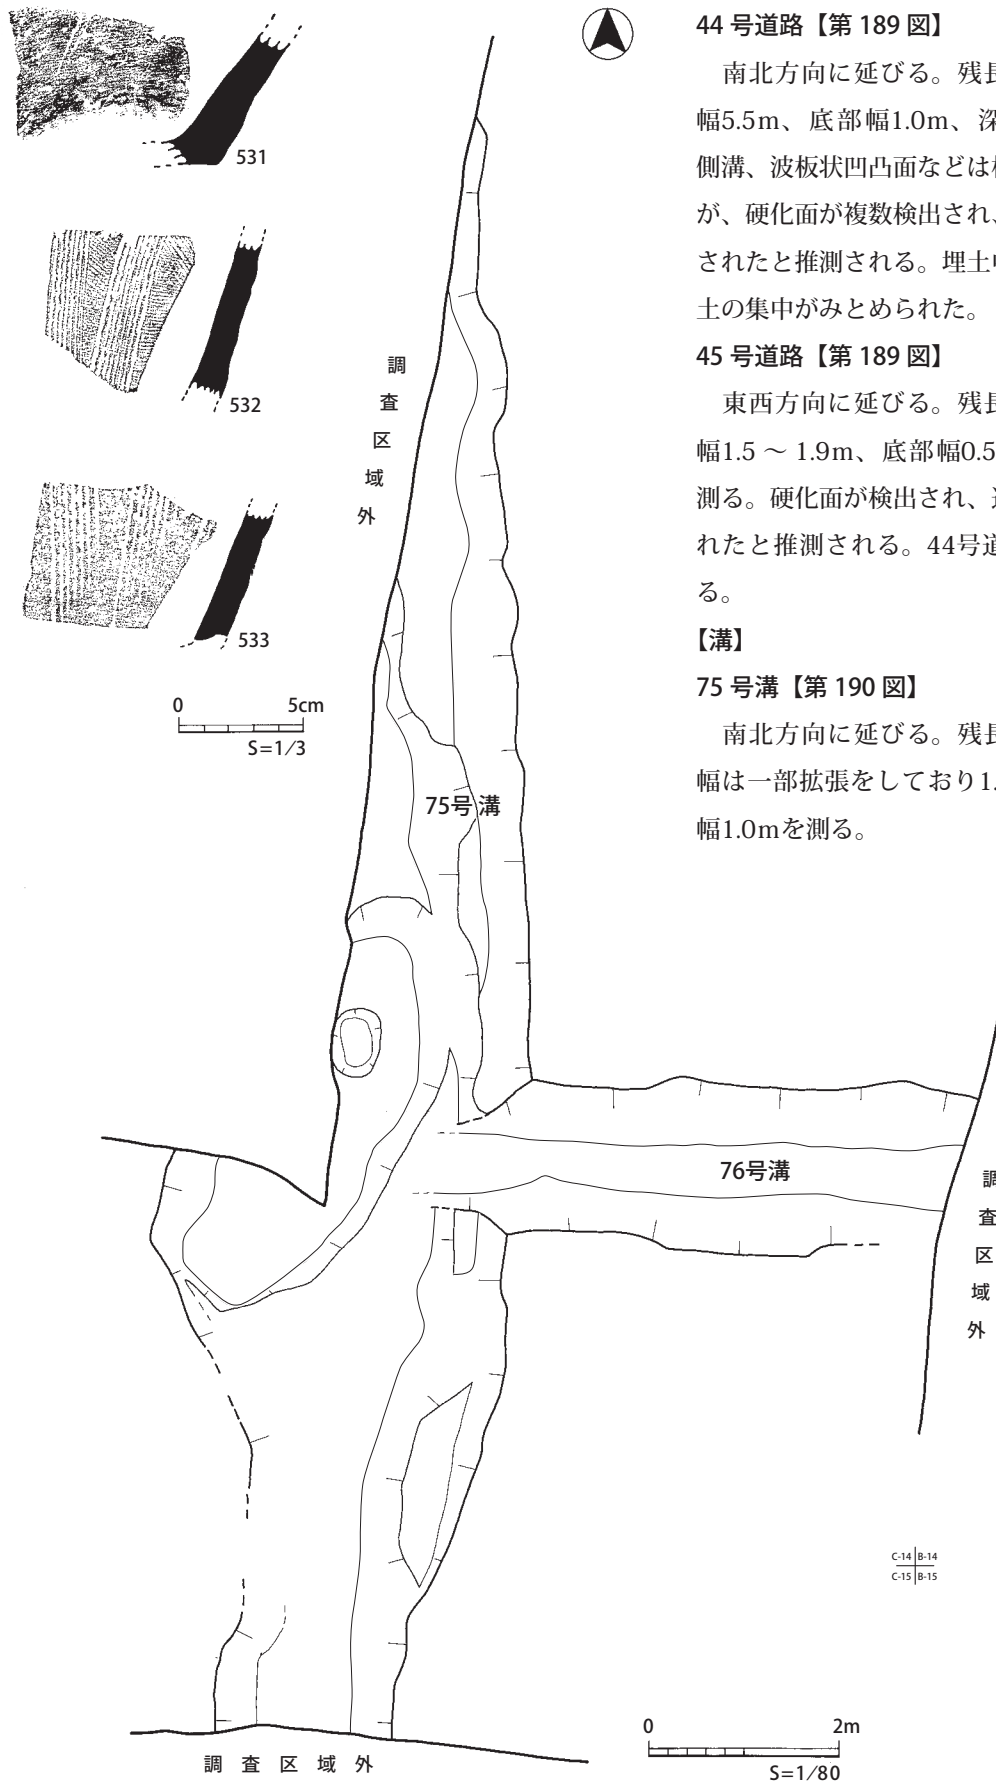 531
532
533
0 5cm
S=1/3
調査区域外
75号溝
76号溝
調査区域外
調査区域外
C-14 B-14
C-15 B-15
0 2m
S=1/80
44 号道路【第 189 図】
南北方向に延びる。残長
幅5.5m、底部幅1.0m、深
側溝、波板状凹凸面などは
が、硬化面が複数検出され、
されたと推測される。埋土
土の集中がみとめられた。
45 号道路【第 189 図】
東西方向に延びる。残長
幅1.5 〜 1.9m、底部幅0.5
測る。硬化面が検出され、
れたと推測される。44号道
る。
【溝】
75 号溝【第 190 図】
南北方向に延びる。残長
幅は一部拡張をしており1.
幅1.0mを測る。